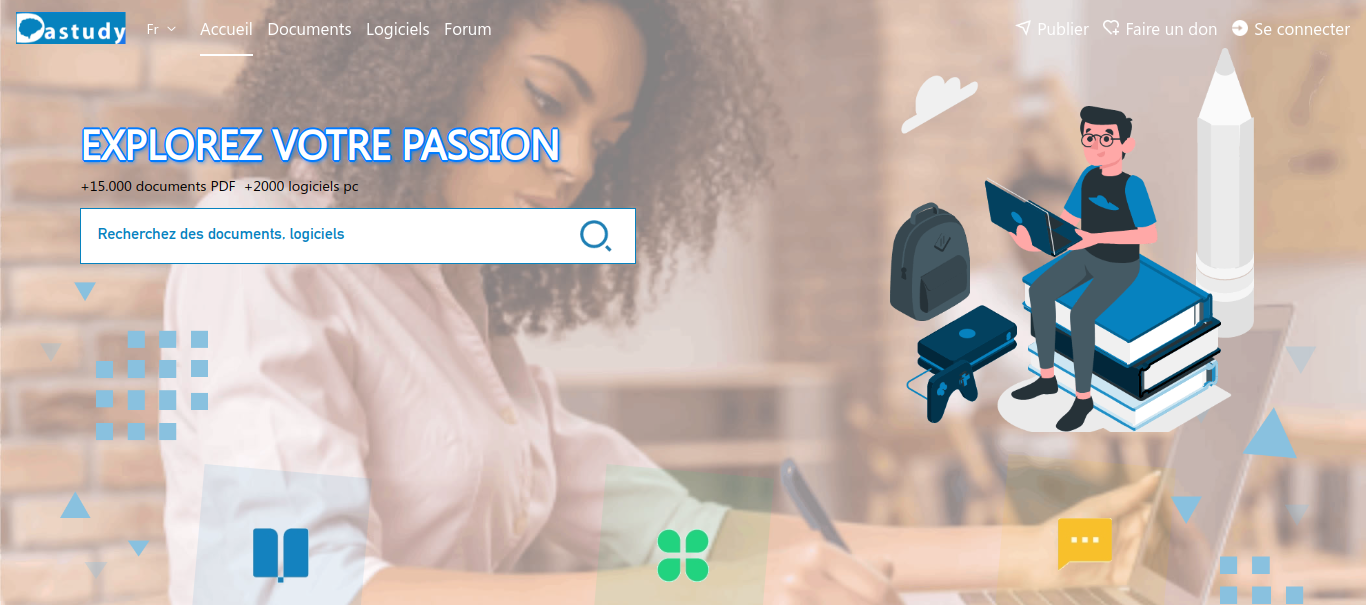 Dastudy
Fr
Accueil
Documents
Logiciels
Forum
Publier
Faire un don
Se connecter
EXPLOREZ VOTRE PASSION
+15.000 documents PDF +2000 logiciels pc
Recherchez des documents, logiciels